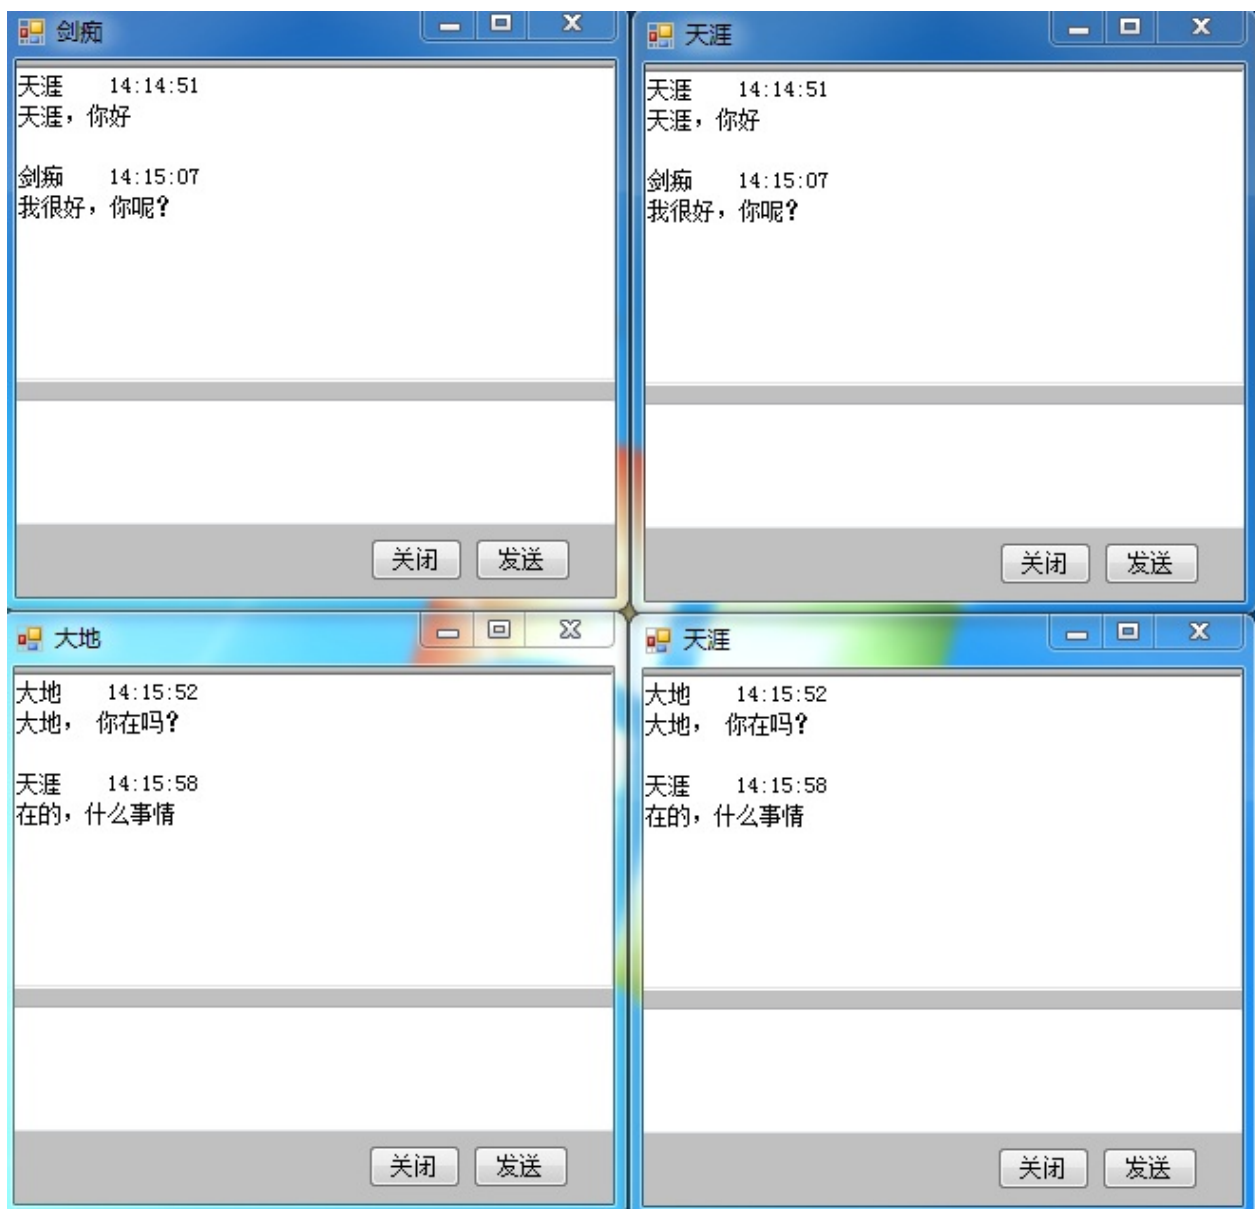 剑痴
天涯    14:14:51
天涯，你好
剑痴    14:15:07
我很好，你呢?
关闭
发送
天涯
天涯    14:14:51
天涯，你好
剑痴    14:15:07
我很好，你呢?
关闭
发送
大地
大地    14:15:52
大地， 你在吗?
天涯    14:15:58
在的，什么事情
关闭
发送
天涯
大地    14:15:52
大地， 你在吗?
天涯    14:15:58
在的，什么事情
关闭
发送